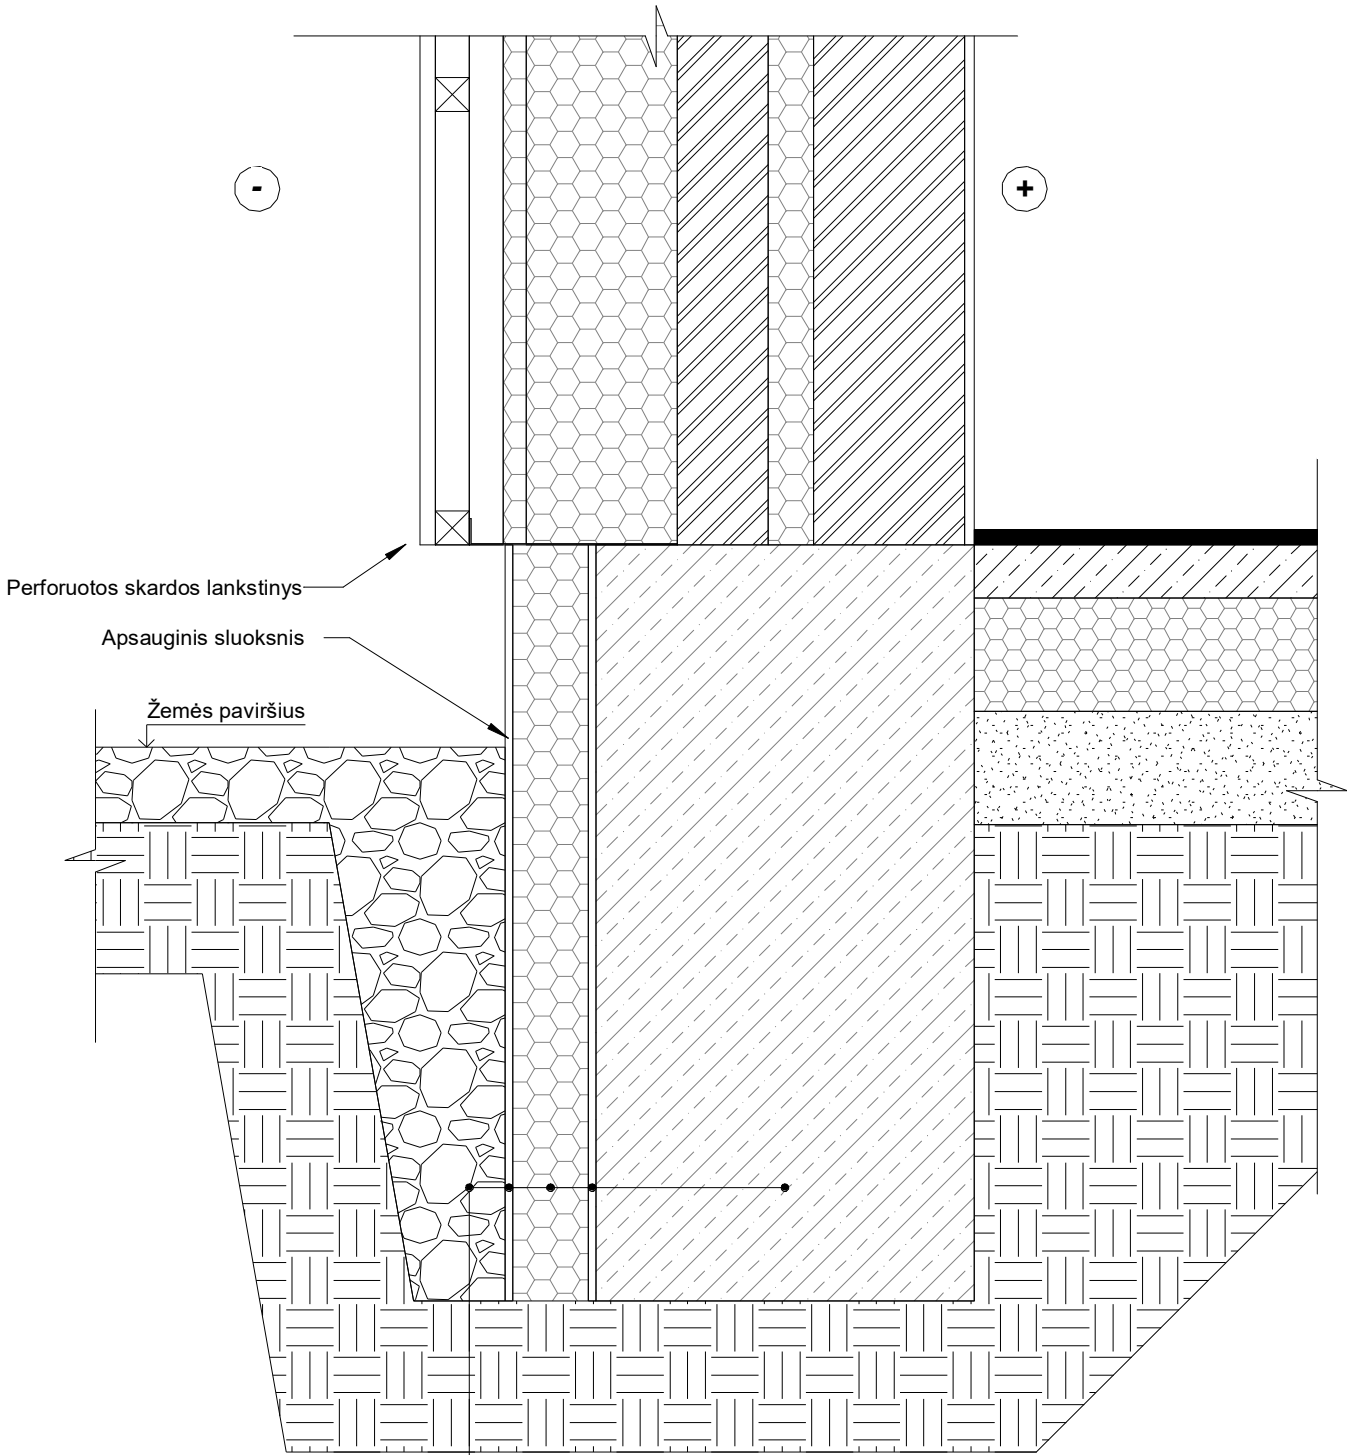 -
+
Perforuotos skardos lankstinys
Apsauginis sluoksnis
Žemės paviršius